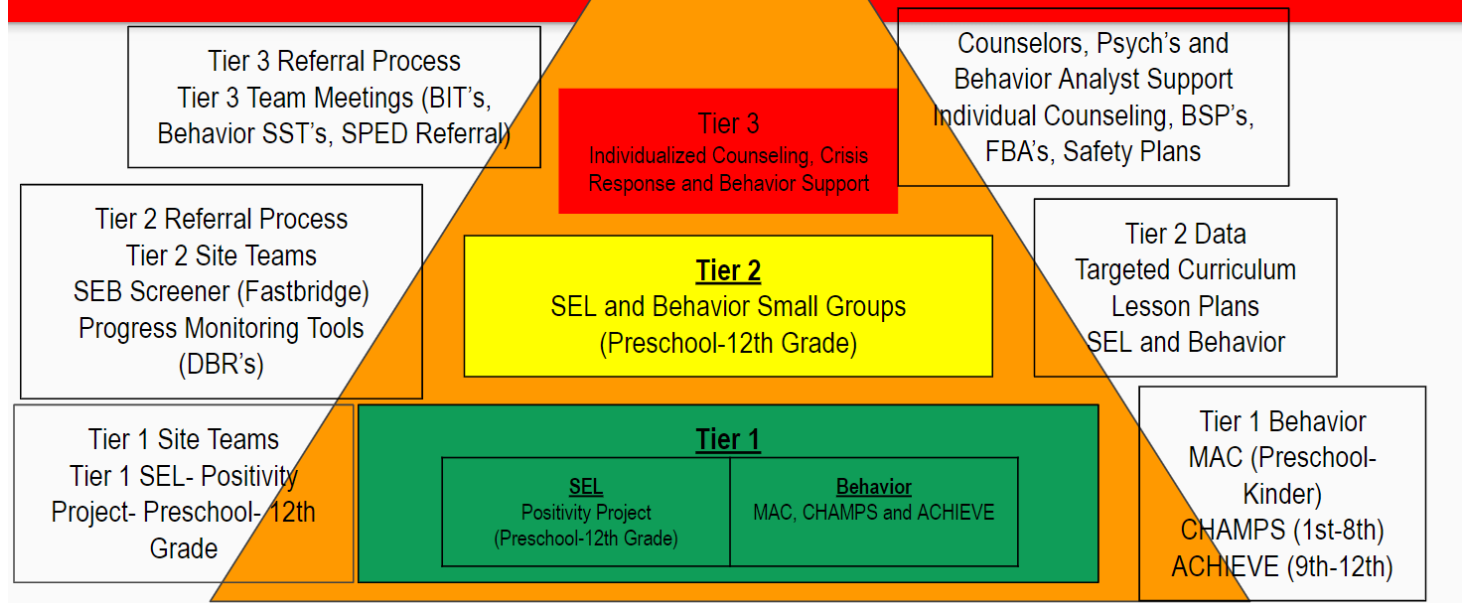 Tier 3 Referral Process
Tier 3 Team Meetings (BIT's,
Behavior SST's, SPED Referral)
Tier 3
Individualized Counseling, Crisis
Response and Behavior Support
Counselors, Psych's and
Behavior Analyst Support
Individual Counseling, BSP's,
FBA's, Safety Plans
Tier 2 Referral Process
Tier 2 Site Teams
SEB Screener (Fastbridge)
Progress Monitoring Tools
(DBR's)
Tier 2
SEL and Behavior Small Groups
(Preschool-12th Grade)
Tier 2 Data
Targeted Curriculum
Lesson Plans
SEL and Behavior
Tier 1 Site Teams
Tier 1 SEL- Positivity
Project- Preschool- 12th
Grade
Tier 1
SEL
Positivity Project
(Preschool-12th Grade)
Behavior
MAC, CHAMPS and ACHIEVE
Tier 1 Behavior
MAC (Preschool-
Kinder)
CHAMPS (1st-8th)
ACHIEVE (9th-12th)